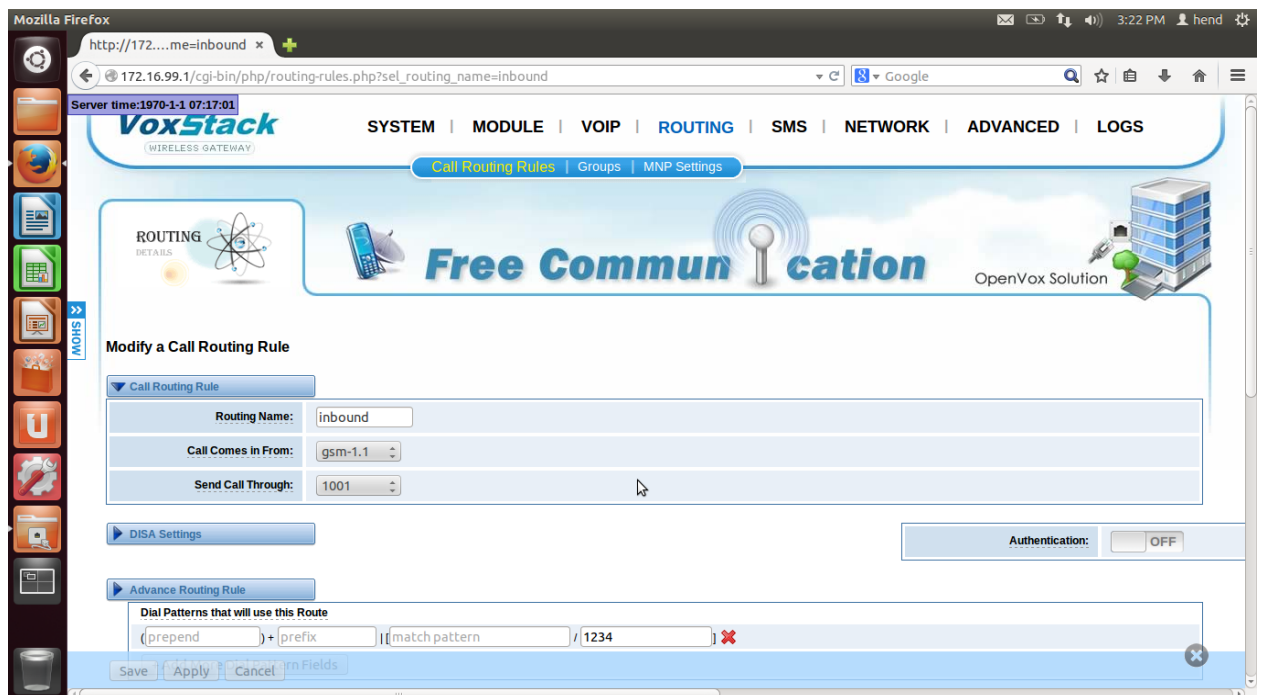 Mozilla Firefox
3:22 PM hend
http://172....me=inbound ×
172.16.99.1/cgi-bin/php/routing-rules.php?sel_routing_name=inbound
Google
Server time:1970-1-1 07:17:01
VoxStack
WIRELESS GATEWAY
SYSTEM | MODULE | VOIP | ROUTING | SMS | NETWORK | ADVANCED | LOGS
Call Routing Rules | Groups | MNP Settings
ROUTING
DETAILS
Free Communication
OpenVox Solution
SHOW
Modify a Call Routing Rule
Call Routing Rule
Routing Name: inbound
Call Comes in From: gsm-1.1
Send Call Through: 1001
DISA Settings
Authentication: OFF
Advance Routing Rule
Dial Patterns that will use this Route
(prepend) + prefix |[match pattern / 1234 ]
Save Apply Cancel